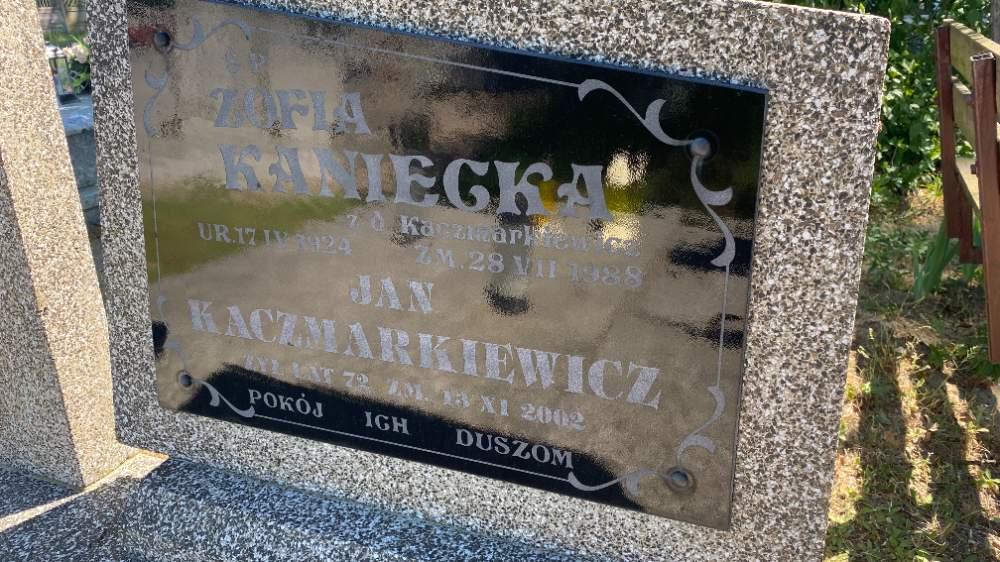 Ś.P.
ZOFIA
KANIECKA
z d. Kaczmarkiewicz
UR. 17 IV 1924 ZM. 28 VII 1988
JAN
KACZMARKIEWICZ
ŻYŁ LAT 72 ZM. 13 XI 2002
POKÓJ ICH DUSZOM